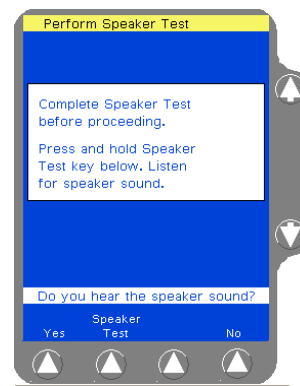 Perform Speaker Test
Complete Speaker Test
before proceeding.
Press and hold Speaker
Test key below. Listen
for speaker sound.
Do you hear the speaker sound?
Speaker
Yes Test No